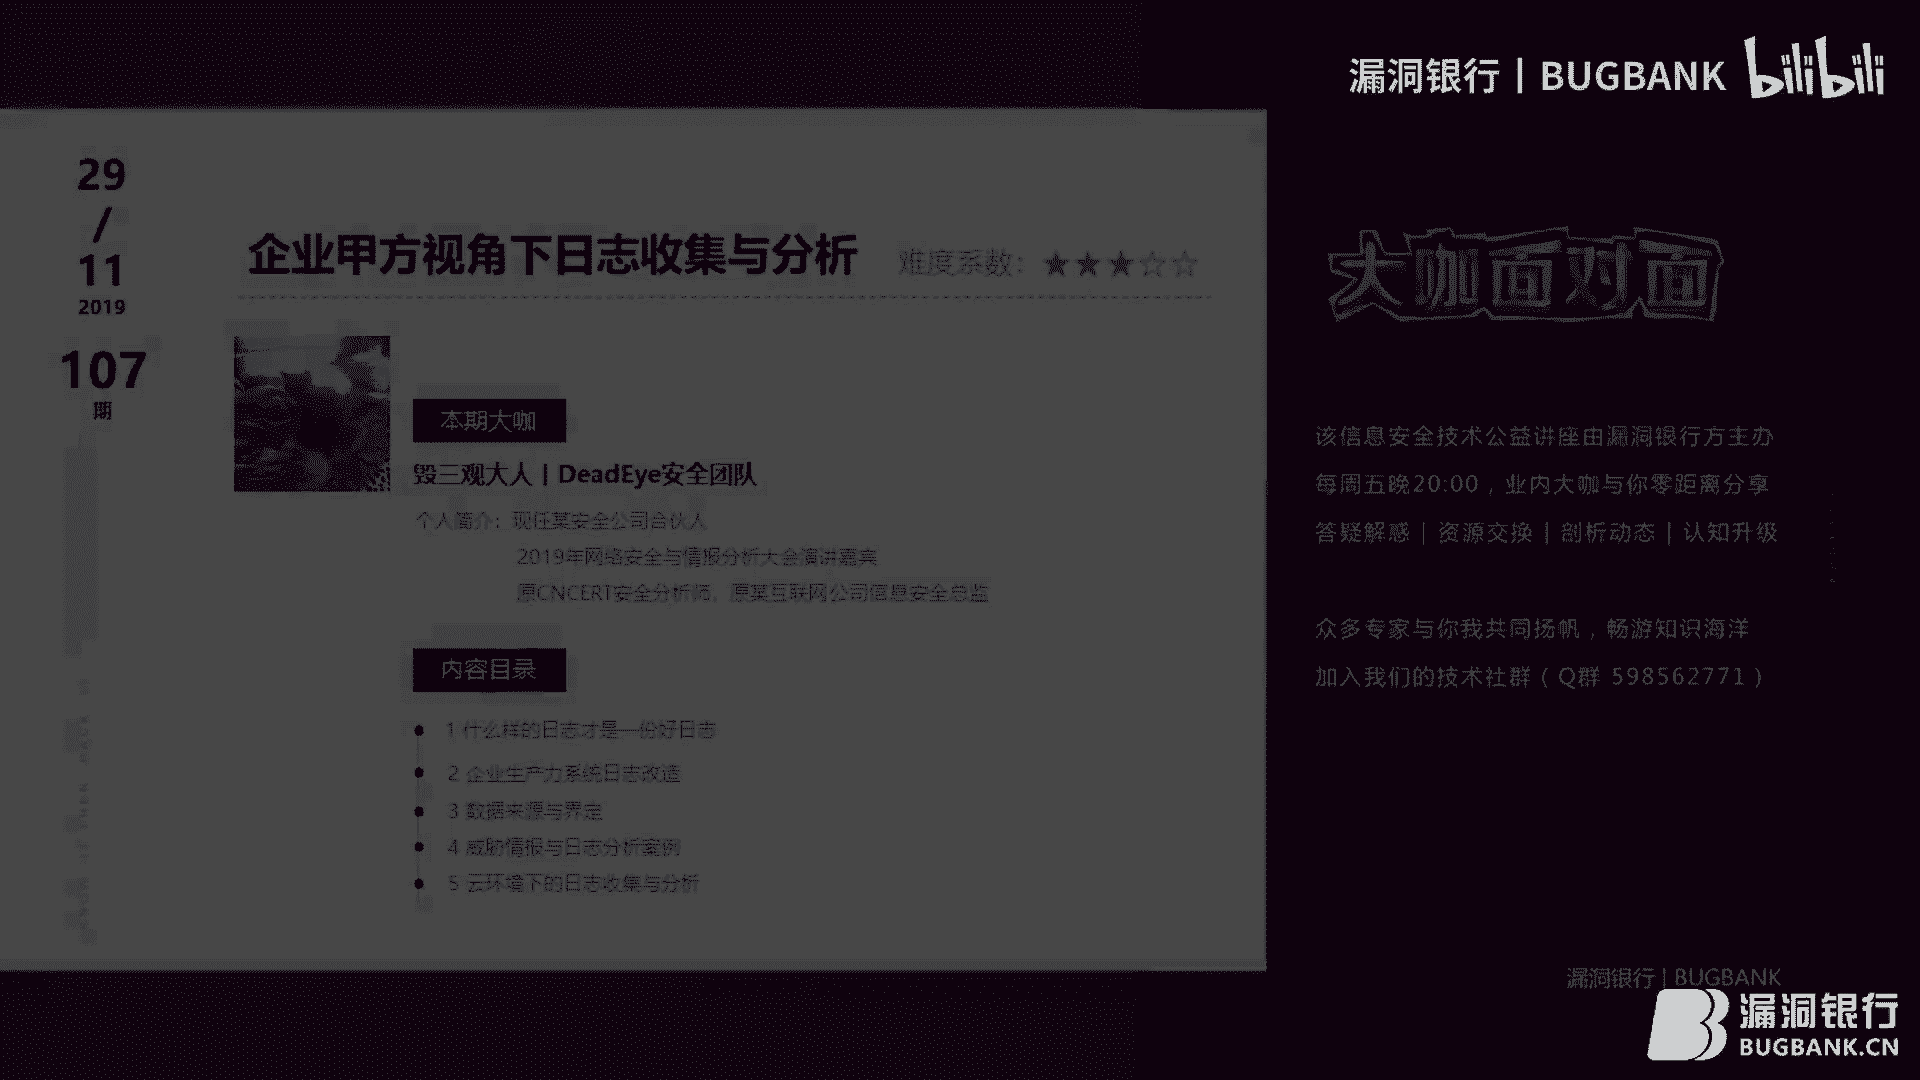 漏洞银行 | BUGBANK bilibili
29
/
11
2019
107
期
企业甲方视角下日志收集与分析 难度系数：★★★☆☆
本期大咖
毁三观大人 | DeadEye安全团队
个人简介：现任某安全公司合伙人
2019年网络安全与情报分析大会演讲嘉宾
原CNCERT安全分析师、原某互联网公司信息安全总监
内容目录
1 什么样的日志才是一份好日志
2 企业生产力系统日志改造
3 数据来源与界定
4 威胁情报与日志分析案例
5 云环境下的日志收集与分析
大咖面对面
该信息安全技术公益讲座由漏洞银行方主办
每周五晚20:00，业内大咖与你零距离分享
答疑解惑 | 资源交换 | 剖析动态 | 认知升级
众多专家与你我共同扬帆，畅游知识海洋
加入我们的技术社群（Q群 598562771）
漏洞银行 | BUGBANK
漏洞银行
BUGBANK.CN